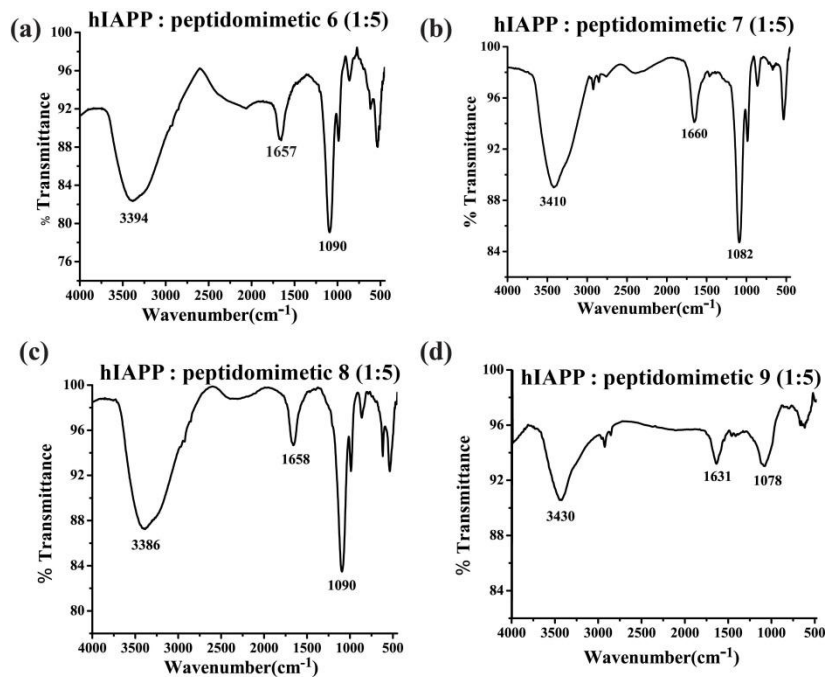 (a)
hIAPP : peptidomimetic 6 (1:5)
100
96
92
88
84
80
76
% Transmittance
3394
1657
1090
4000 3500 3000 2500 2000 1500 1000 500
Wavenumber(cm⁻¹)
(b)
hIAPP : peptidomimetic 7 (1:5)
100
96
92
88
84
% Transmittance
3410
1660
1082
4000 3500 3000 2500 2000 1500 1000 500
Wavenumber(cm⁻¹)
(c)
hIAPP : peptidomimetic 8 (1:5)
100
96
92
88
84
80
% Transmittance
3386
1658
1090
4000 3500 3000 2500 2000 1500 1000 500
Wavenumber(cm⁻¹)
(d)
hIAPP : peptidomimetic 9 (1:5)
100
96
92
88
84
% Transmittance
3430
1631
1078
4000 3500 3000 2500 2000 1500 1000 500
Wavenumber(cm⁻¹)